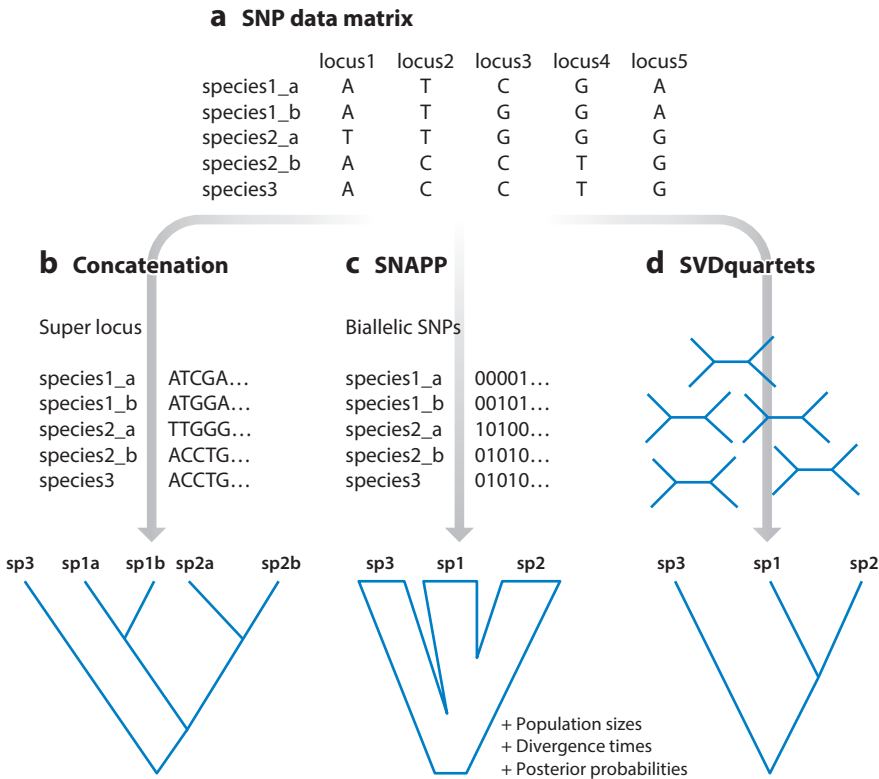 a SNP data matrix
locus1 locus2 locus3 locus4 locus5
species1_a A T C G A
species1_b A T G G A
species2_a T T G G G
species2_b A C C T G
species3 A C C T G
b Concatenation
Super locus
species1_a ATCGA...
species1_b ATGGA...
species2_a TTGGG...
species2_b ACCTG...
species3 ACCTG...
sp3 sp1a sp1b sp2a sp2b
c SNAPP
Biallelic SNPs
species1_a 00001...
species1_b 00101...
species2_a 10100...
species2_b 01010...
species3 01010...
sp3 sp1 sp2
+ Population sizes
+ Divergence times
+ Posterior probabilities
d SVDquartets
sp3 sp1 sp2